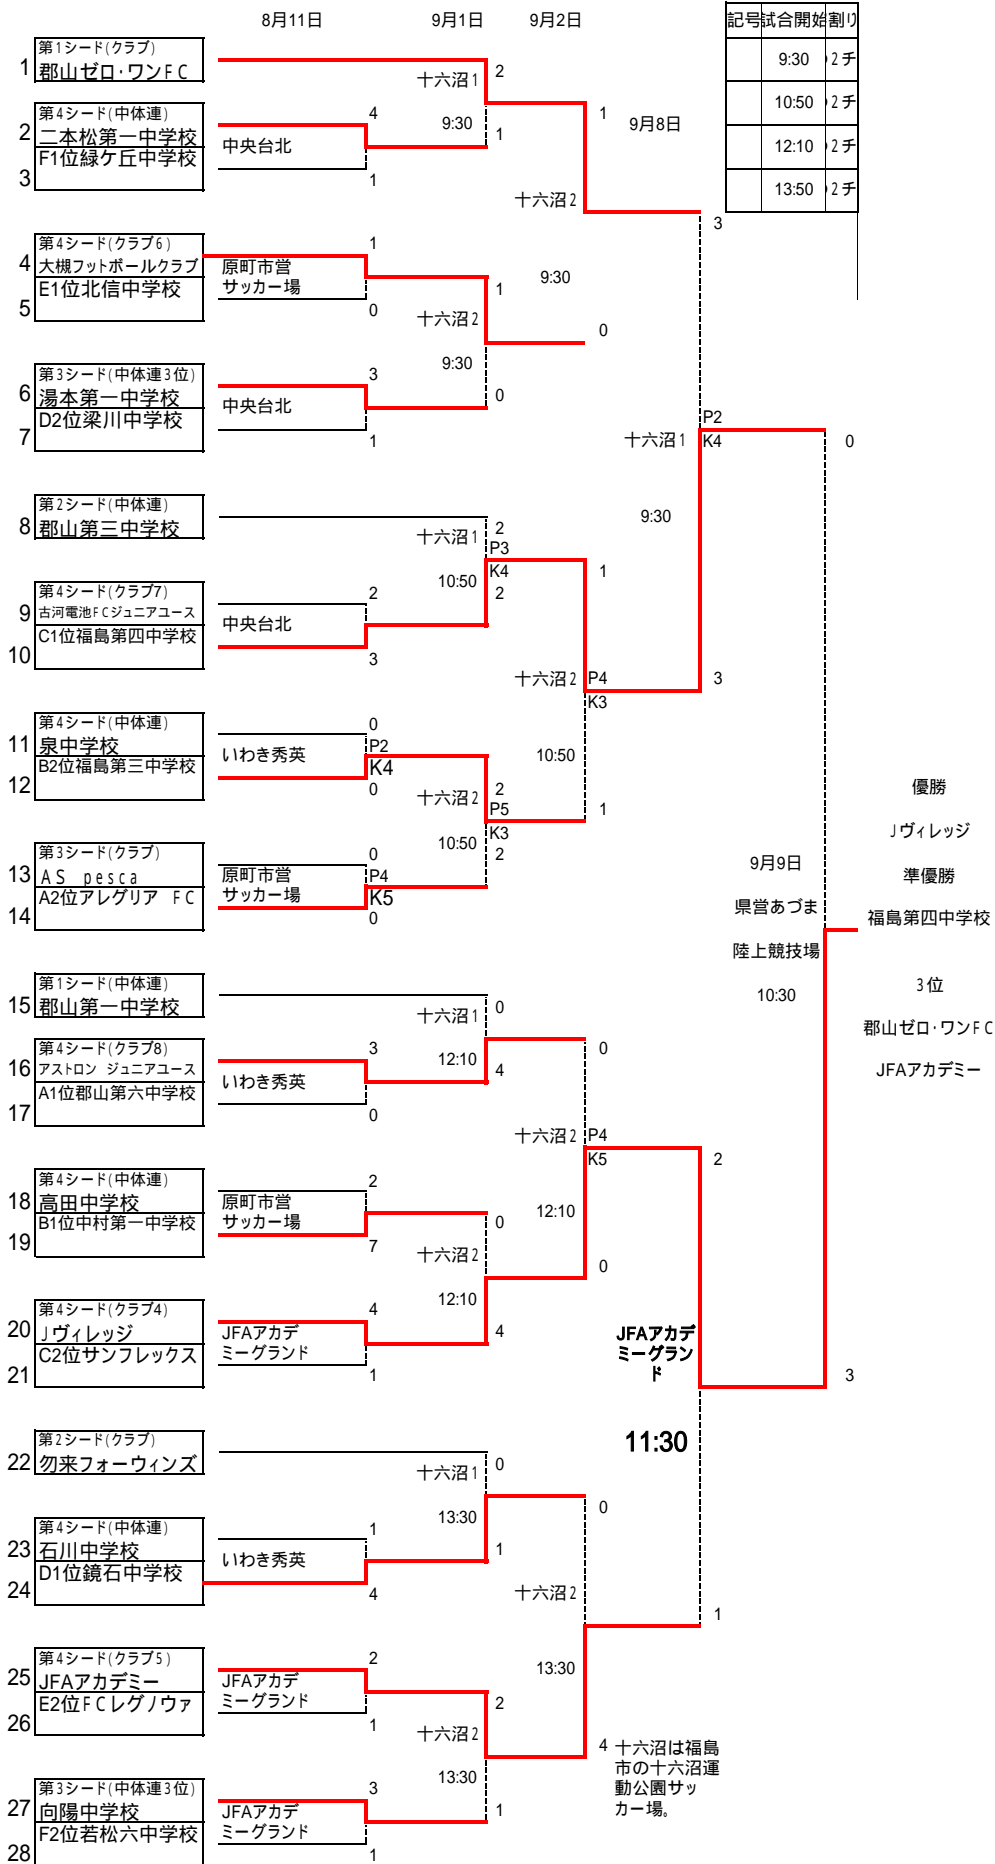 8月11日 9月1日 9月2日
記号 試合開始 割り
9:30 2チ
10:50 2チ
12:10 2チ
13:50 2チ
第1シード(クラブ)
1 郡山ゼロ・ワンFC
十六沼1 2
第4シード(中体連)
2 二本松第一中学校
4
9:30 1
1 9月8日
F1位緑ケ丘中学校
3
中央台北
1
十六沼2
3
第4シード(クラブ6)
4 大槻フットボールクラブ
1
E1位北信中学校
5
原町市営
サッカー場
0
1
9:30
十六沼2
0
第3シード(中体連3位)
6 湯本第一中学校
3
9:30
0
D2位梁川中学校
7
中央台北
1
十六沼1
P2
K4
0
第2シード(中体連)
8 郡山第三中学校
9:30
十六沼1 2
P3
K4
10:50
2
1
第4シード(クラブ7)
9 古河電池FCジュニアユース
2
C1位福島第四中学校
10
中央台北
3
十六沼2
P4
K3
3
第4シード(中体連)
11 泉中学校
0
P2
K4
B2位福島第三中学校
12
いわき秀英
0
10:50
十六沼2
2
P5
K3
1
10:50
2
第3シード(クラブ)
13 AS pesca
0
P4
K5
A2位アレグリア FC
14
原町市営
サッカー場
0
優勝
Jヴィレッジ
9月9日
準優勝
県営あづま
福島第四中学校
陸上競技場
10:30
3位
郡山ゼロ・ワンFC
JFAアカデミー
第1シード(中体連)
15 郡山第一中学校
十六沼1 0
第4シード(クラブ8)
16 アストロン ジュニアユース
3
12:10
4
0
A1位郡山第六中学校
17
いわき秀英
0
十六沼2
P4
K5
2
第4シード(中体連)
18 高田中学校
2
B1位中村第一中学校
19
原町市営
サッカー場
7
0
12:10
十六沼2
0
第4シード(クラブ4)
20 Jヴィレッジ
4
12:10
4
C2位サンフレックス
21
JFAアカデ
ミーグランド
1
JFAアカデ
ミーグラン
ド
3
11:30
第2シード(クラブ)
22 勿来フォーウィンズ
十六沼1 0
0
第4シード(中体連)
23 石川中学校
1
13:30
1
D1位鏡石中学校
24
いわき秀英
4
十六沼2
1
第4シード(クラブ5)
25 JFAアカデミー
2
E2位FCレグノヴァ
26
JFAアカデ
ミーグランド
1
13:30
2
十六沼2
4
十六沼は福島
市の十六沼運
動公園サッ
カー場。
第3シード(中体連3位)
27 向陽中学校
3
13:30
1
F2位若松六中学校
28
JFAアカデ
ミーグランド
1